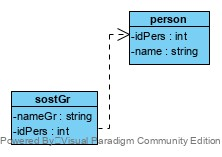 person
-idPers : int
-name : string
sostGr
-nameGr : string
-idPers : int
Powered By Visual Paradigm Community Edition